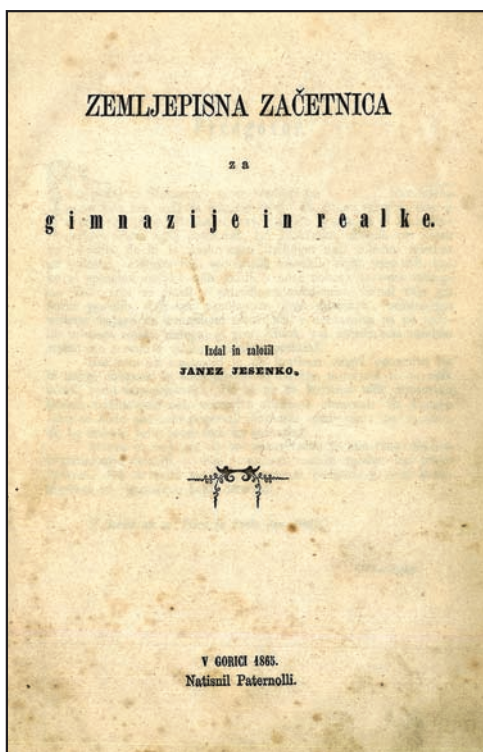 ZEMLJEPISNA ZAČETNICA
za
gimnazije in realke.
Izdal in založil
JANEZ JESENKO.
V GORICI 1865.
Natisnil Paternolli.